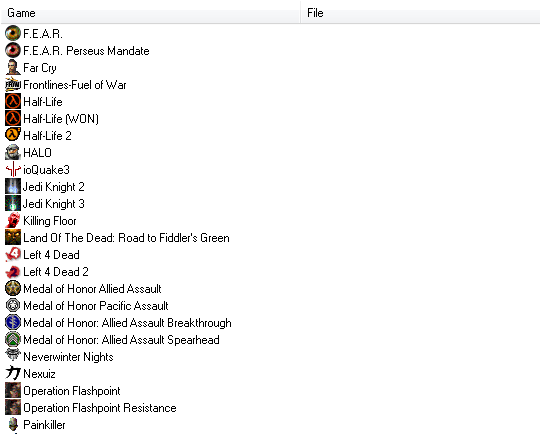 Game File
F.E.A.R.
F.E.A.R. Perseus Mandate
Far Cry
Frontlines-Fuel of War
Half-Life
Half-Life (WON)
Half-Life 2
HALO
ioQuake3
Jedi Knight 2
Jedi Knight 3
Killing Floor
Land Of The Dead: Road to Fiddler's Green
Left 4 Dead
Left 4 Dead 2
Medal of Honor Allied Assault
Medal of Honor Pacific Assault
Medal of Honor: Allied Assault Breakthrough
Medal of Honor: Allied Assault Spearhead
Neverwinter Nights
Nexuiz
Operation Flashpoint
Operation Flashpoint Resistance
Painkiller